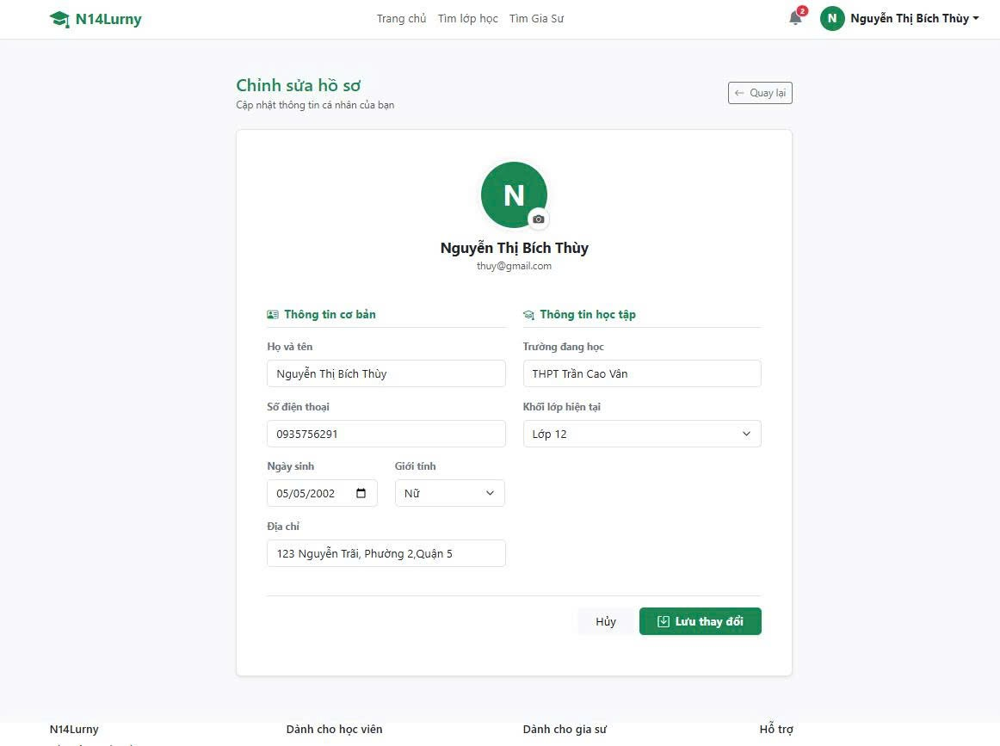 N14Lurny
Trang chủ Tìm lớp học Tìm Gia Sư
2
N Nguyễn Thị Bích Thùy
Chỉnh sửa hồ sơ
Cập nhật thông tin cá nhân của bạn
Quay lại
N
Nguyễn Thị Bích Thùy
thuy@gmail.com
Thông tin cơ bản
Họ và tên
Nguyễn Thị Bích Thùy
Số điện thoại
0935756291
Ngày sinh Giới tính
05/05/2002 Nữ
Địa chỉ
123 Nguyễn Trãi, Phường 2,Quận 5
Thông tin học tập
Trường đang học
THPT Trần Cao Vân
Khối lớp hiện tại
Lớp 12
Hủy Lưu thay đổi
N14Lurny Dành cho học viên Dành cho gia sư Hỗ trợ